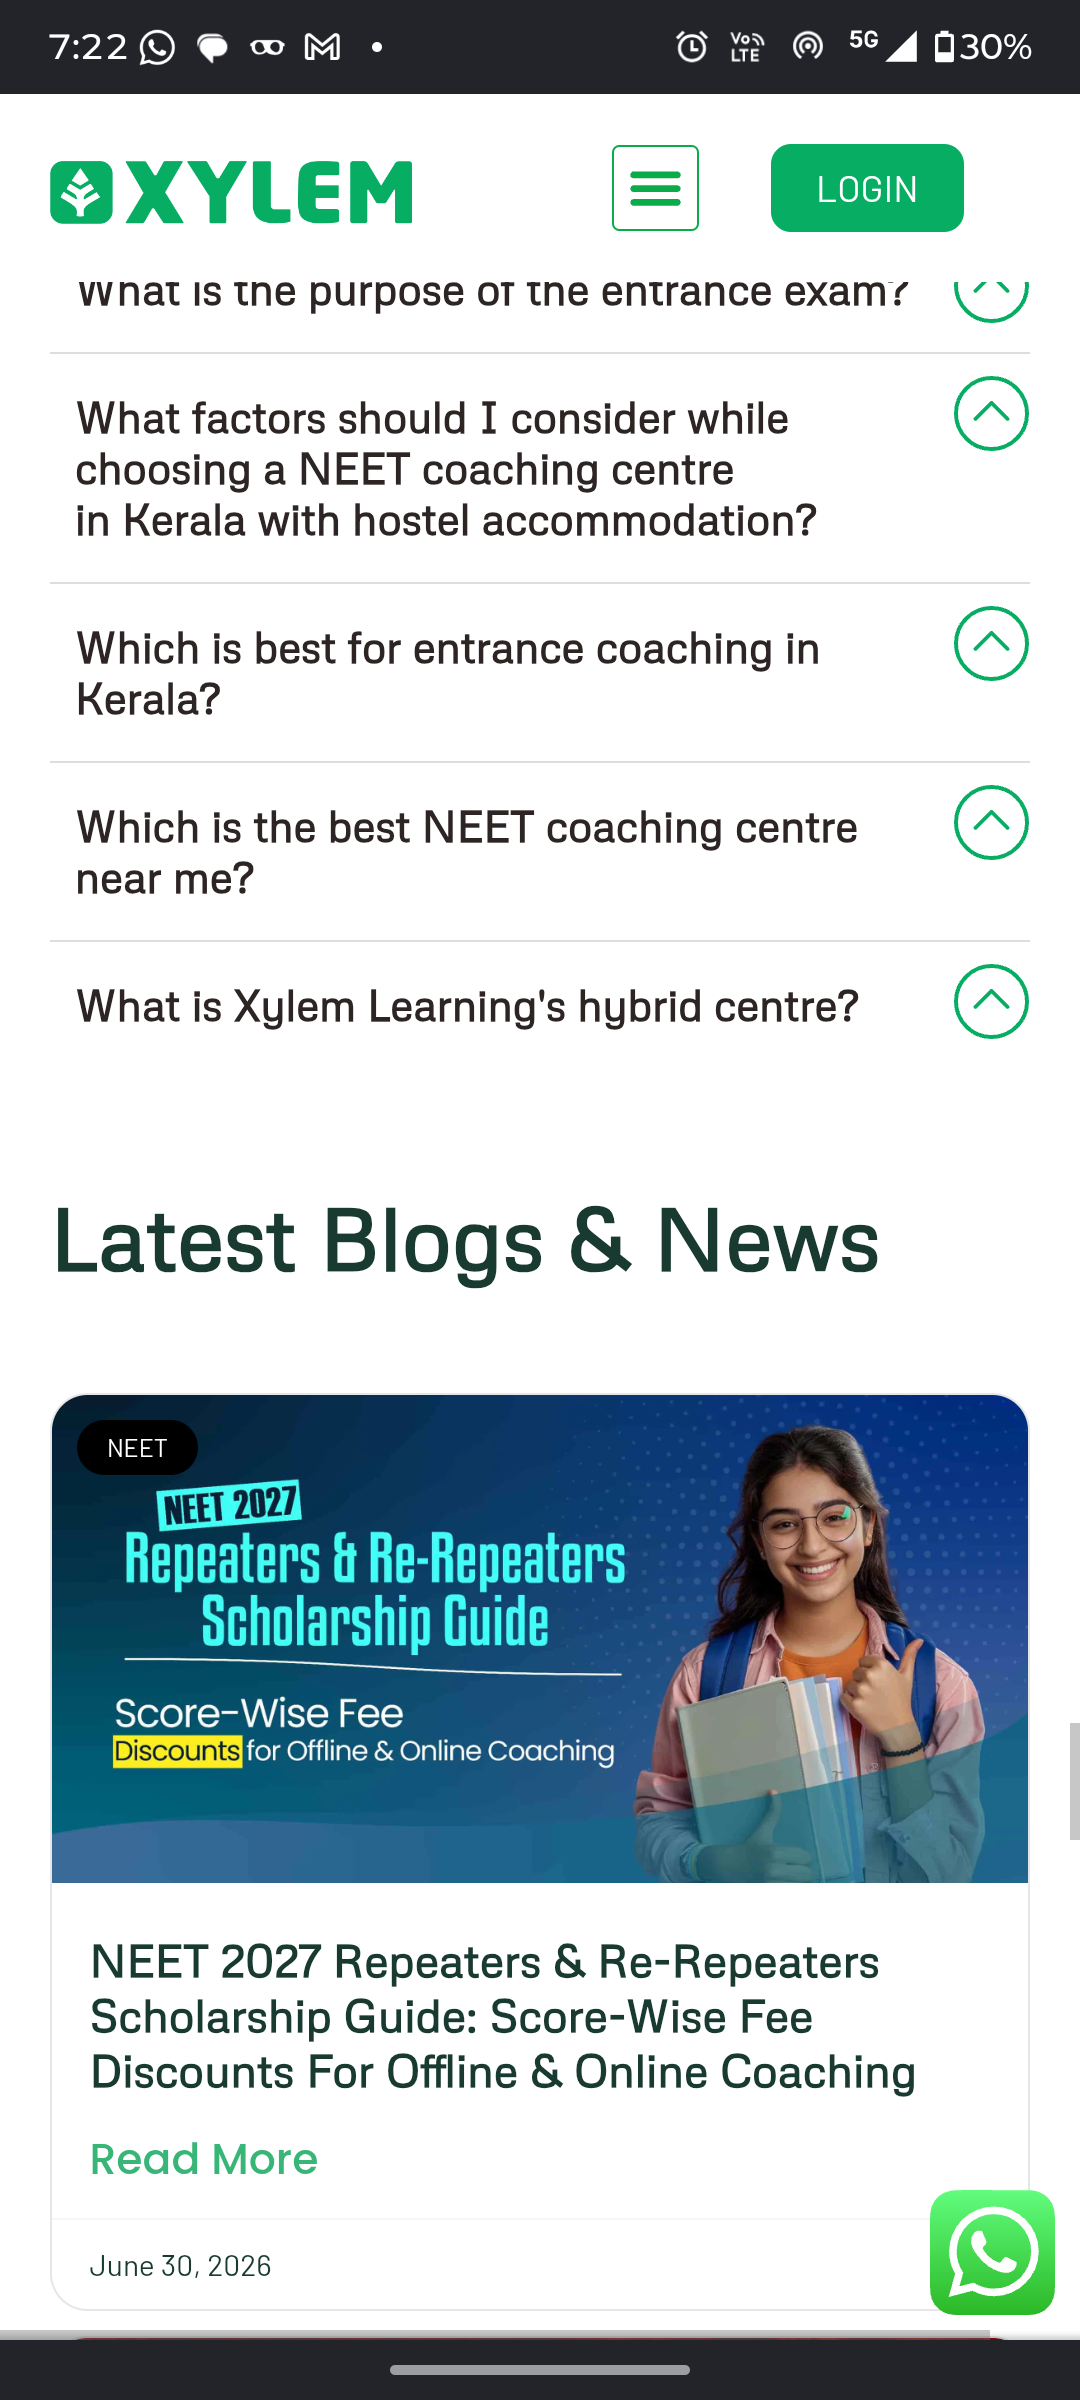 7:22
Vo LTE 5G 30%
XYLEM
LOGIN
What is the purpose of the entrance exam?
What factors should I consider while
choosing a NEET coaching centre
in Kerala with hostel accommodation?
Which is best for entrance coaching in
Kerala?
Which is the best NEET coaching centre
near me?
What is Xylem Learning's hybrid centre?
Latest Blogs & News
NEET
NEET 2027
Repeaters & Re-Repeaters
Scholarship Guide
Score-Wise Fee
Discounts for Offline & Online Coaching
NEET 2027 Repeaters & Re-Repeaters
Scholarship Guide: Score-Wise Fee
Discounts For Offline & Online Coaching
Read More
June 30, 2026